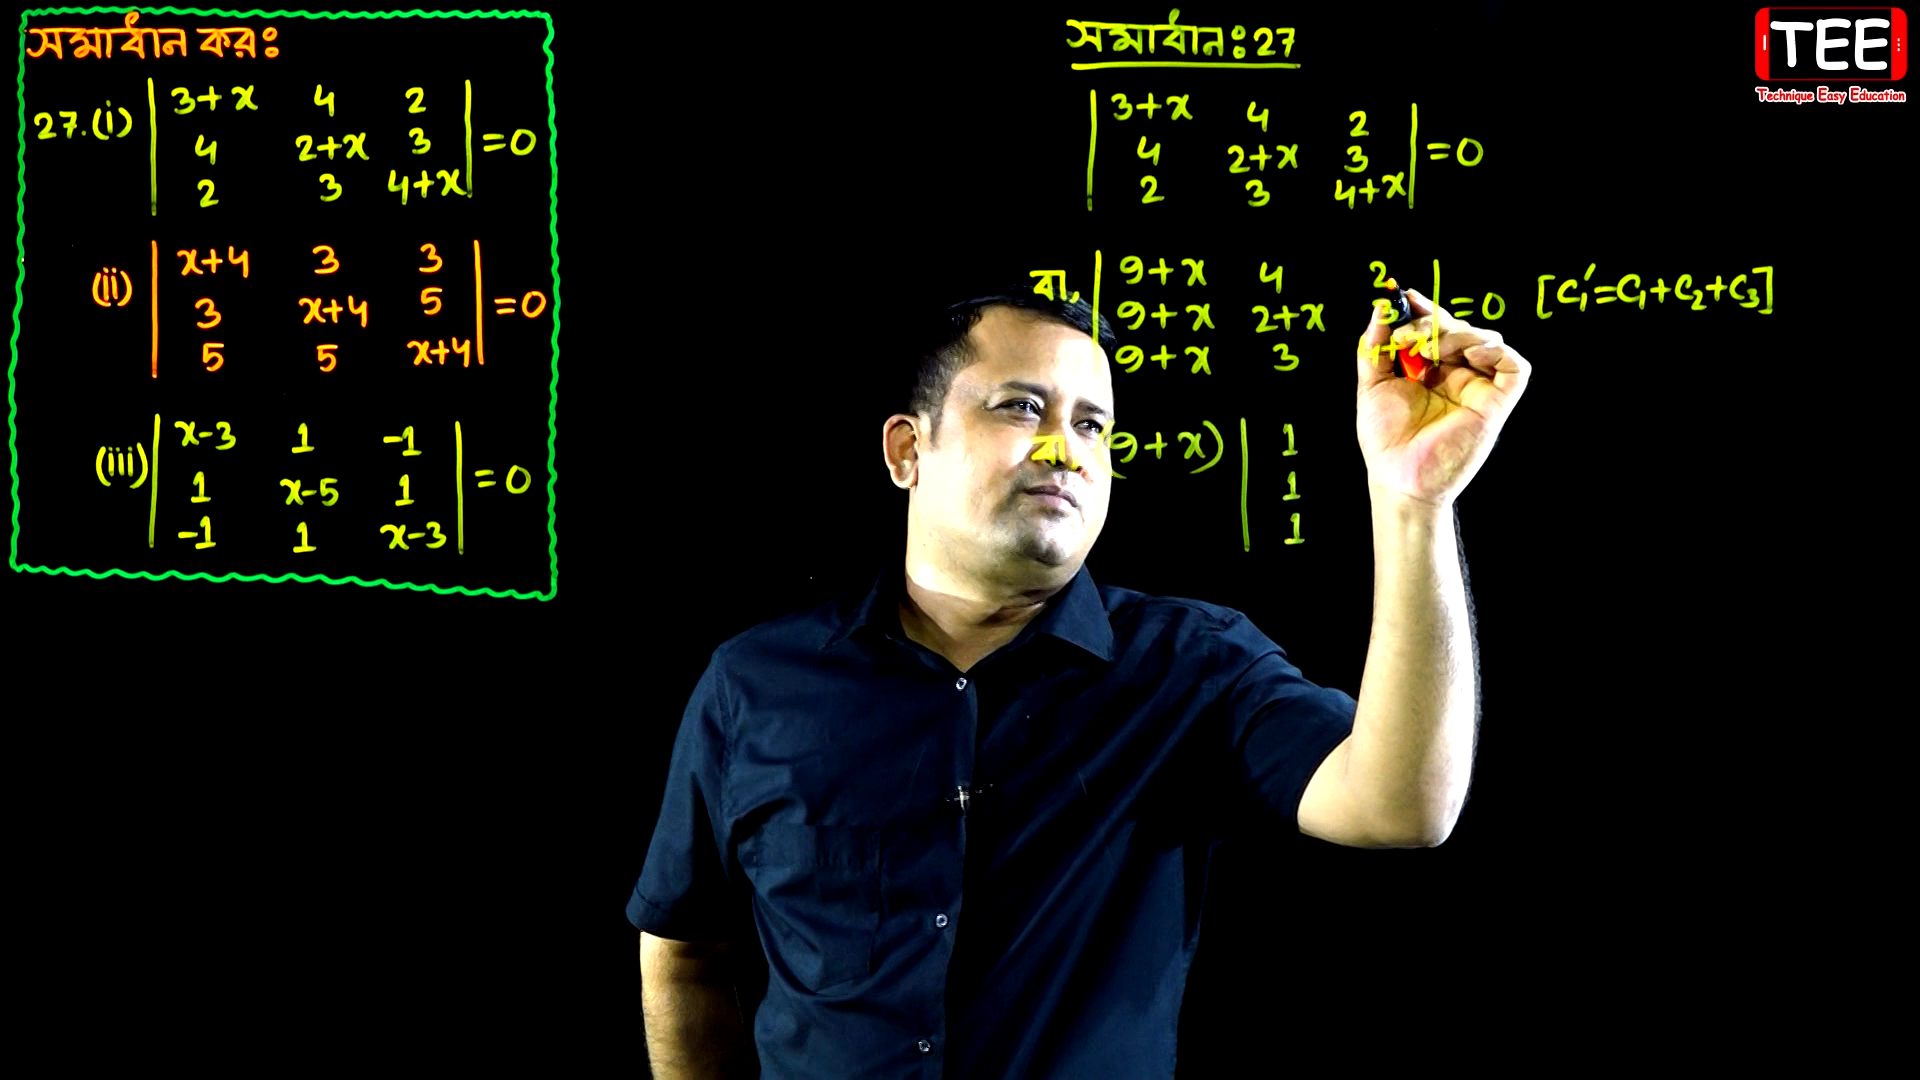 সমাধান করঃ
27.(i) | 3+x 4 2 |
| 4 2+x 3 | =0
| 2 3 4+x |
(ii) | x+4 3 3 |
| 3 x+4 5 | =0
| 5 5 x+4 |
(iii) | x-3 1 -1 |
| 1 x-5 1 | =0
| -1 1 x-3 |
সমাধানঃ27
| 3+x 4 2 |
| 4 2+x 3 | =0
| 2 3 4+x |
বা, | 9+x 4 2 |
| 9+x 2+x 3 | =0 [C₁′=C₁+C₂+C₃]
| 9+x 3 4+x |
বা, (9+x) | 1
| 1
| 1
TEE
Technique Easy Education